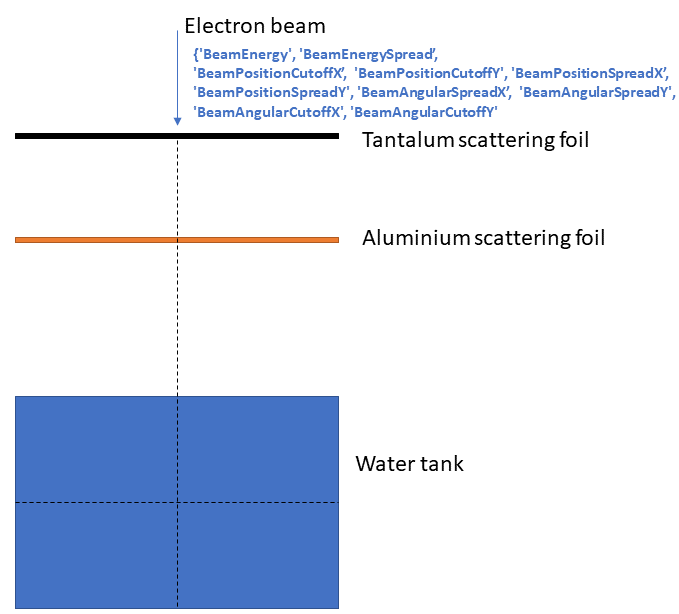 Electron beam
{'BeamEnergy', 'BeamEnergySpread’,
'BeamPositionCutoffX’, 'BeamPositionCutoffY', 'BeamPositionSpreadX’,
'BeamPositionSpreadY', 'BeamAngularSpreadX’, 'BeamAngularSpreadY',
'BeamAngularCutoffX', 'BeamAngularCutoffY'
Tantalum scattering foil
Aluminium scattering foil
Water tank